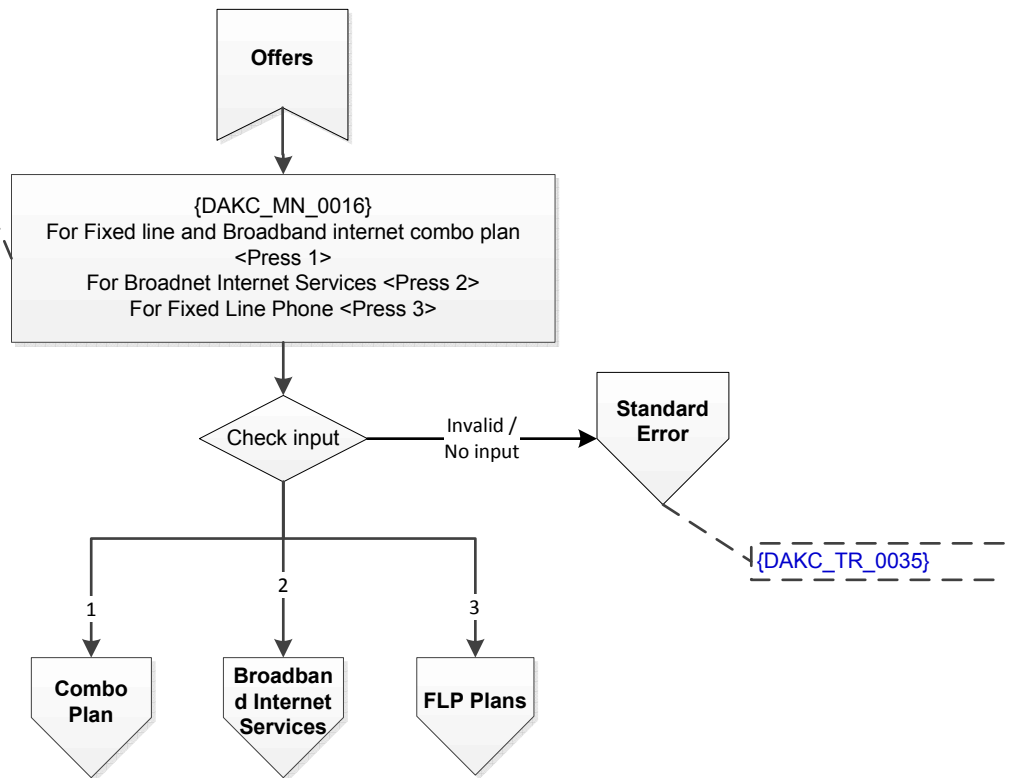 Offers
{DAKC_MN_0016}
For Fixed line and Broadband internet combo plan
<Press 1>
For Broadnet Internet Services <Press 2>
For Fixed Line Phone <Press 3>
Check input
Invalid /
No input
Standard
Error
{DAKC_TR_0035}
1
2
3
Combo
Plan
Broadban
d Internet
Services
FLP Plans